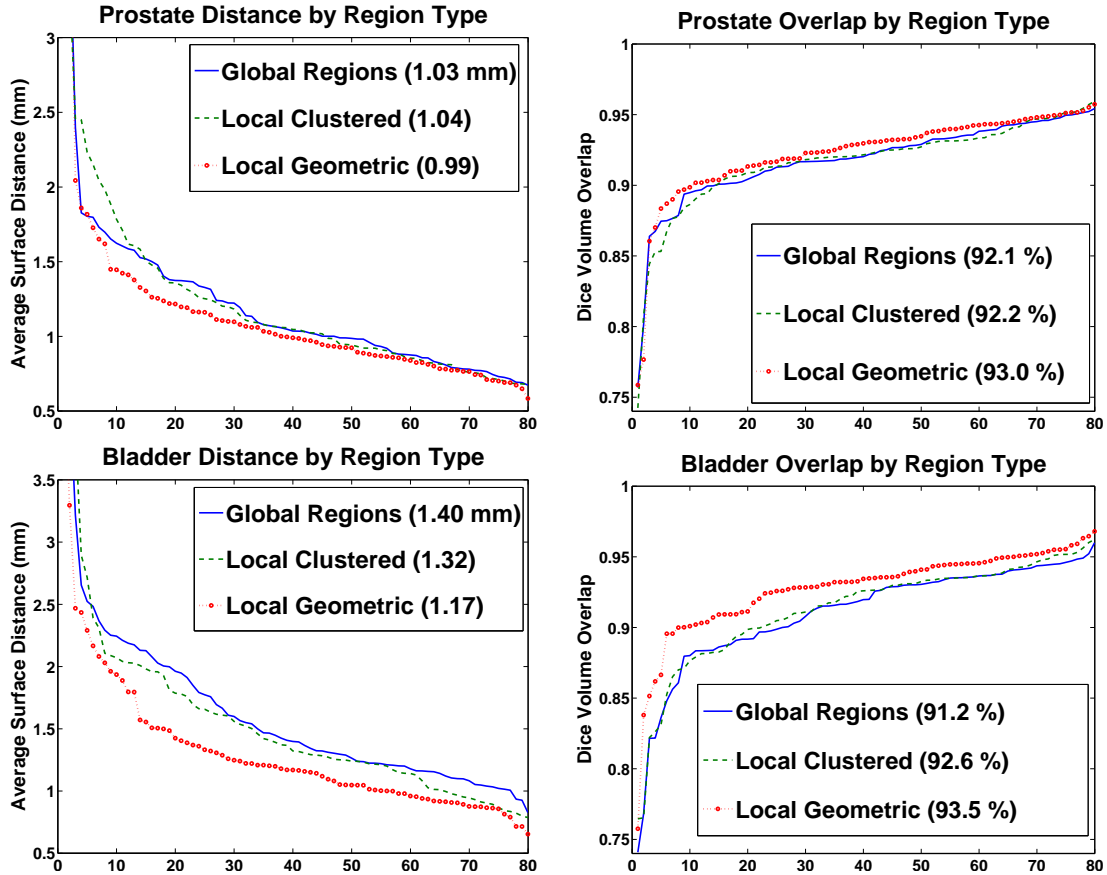 Prostate Distance by Region Type
Average Surface Distance (mm)
3
2.5
2
1.5
1
0.5
0 10 20 30 40 50 60 70 80
Global Regions (1.03 mm)
Local Clustered (1.04)
Local Geometric (0.99)
Prostate Overlap by Region Type
Dice Volume Overlap
1
0.95
0.9
0.85
0.8
0.75
0 10 20 30 40 50 60 70 80
Global Regions (92.1 %)
Local Clustered (92.2 %)
Local Geometric (93.0 %)
Bladder Distance by Region Type
Average Surface Distance (mm)
3.5
3
2.5
2
1.5
1
0.5
0 10 20 30 40 50 60 70 80
Global Regions (1.40 mm)
Local Clustered (1.32)
Local Geometric (1.17)
Bladder Overlap by Region Type
Dice Volume Overlap
1
0.95
0.9
0.85
0.8
0.75
0 10 20 30 40 50 60 70 80
Global Regions (91.2 %)
Local Clustered (92.6 %)
Local Geometric (93.5 %)